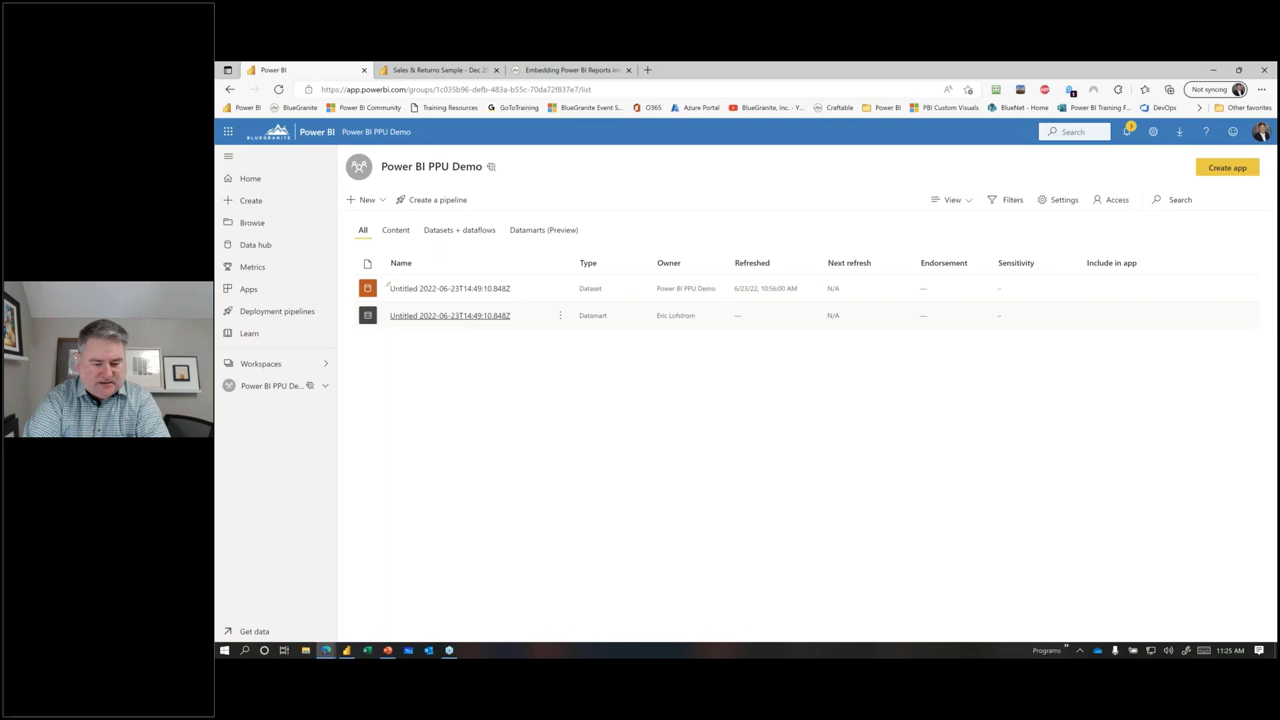 Power BI
Sales & Returns Sample - Dec 20
Embedding Power BI Reports in
https://app.powerbi.com/groups/1c035b96-defb-483a-b55c-70da72f837e7/list
Not syncing
Power BI
BlueGranite
Power BI Community
Training Resources
GoToTraining
BlueGranite Event S...
O365
Azure Portal
BlueGranite, Inc. - Y...
Craftable
Power BI
PBI Custom Visuals
BlueNet - Home
Power BI Training F...
DevOps
Other favorites
BLUEGRANITE
Power BI
Power BI PPU Demo
Search
1
Home
Create
Browse
Data hub
Metrics
Apps
Deployment pipelines
Learn
Workspaces
Power BI PPU De...
Get data
Power BI PPU Demo
Create app
New
Create a pipeline
View
Filters
Settings
Access
Search
All
Content
Datasets + dataflows
Datamarts (Preview)
Name Type Owner Refreshed Next refresh Endorsement Sensitivity Include in app
Untitled 2022-06-23T14:49:10.848Z Dataset Power BI PPU Demo 6/23/22, 10:56:00 AM N/A — –
Untitled 2022-06-23T14:49:10.848Z Datamart Eric Lofstrom — N/A — –
Programs
11:25 AM